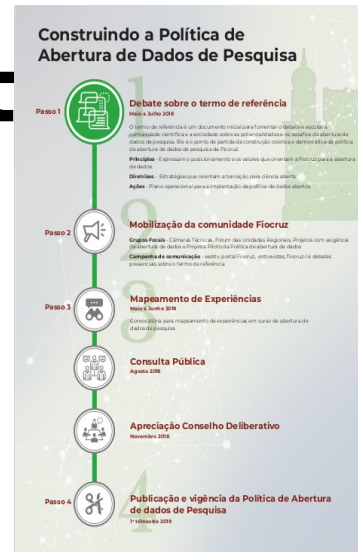 Construindo a Política de
Abertura de Dados de Pesquisa
1
Passo 1
Debate sobre o termo de referência
Maio a Julho 2018
O termo de referência é um documento inicial para fomentar o debate e escutar a
comunidade científica e a sociedade sobre as potencialidades e os desafios da abertura de
dados de pesquisa. Ele é o ponto de partida da construção coletiva e democrática da política
de abertura de dados de pesquisa da Fiocruz
Princípios - Expressam o posicionamento e os valores que orientam a Fiocruz para a abertura
de dados.
Diretrizes - Estratégias que orientam a transição para ciência aberta
Ações - Plano operacional para a implantação da política de dados abertos.
2
Passo 2
Mobilização da comunidade Fiocruz
Grupos Focais - Câmaras Técnicas, Fórum das Unidades Regionais, Projetos com exigência
de abertura de dados e Projetos Piloto da Política de abertura de dados
Campanha de comunicação - webtv, portal Fiocruz, entrevistas, fiocruz l e debates
presenciais sobre o termo de referência
3
Passo 3
Mapeamento de Experiências
Maio a Junho 2018
Convocatória para mapeamento de experiências em curso de abertura de
dados de pesquisa
Consulta Pública
Agosto 2018
Apreciação Conselho Deliberativo
Novembro 2018
4
Passo 4
Publicação e vigência da Política de Abertura
de dados de Pesquisa
1º trimestre 2019